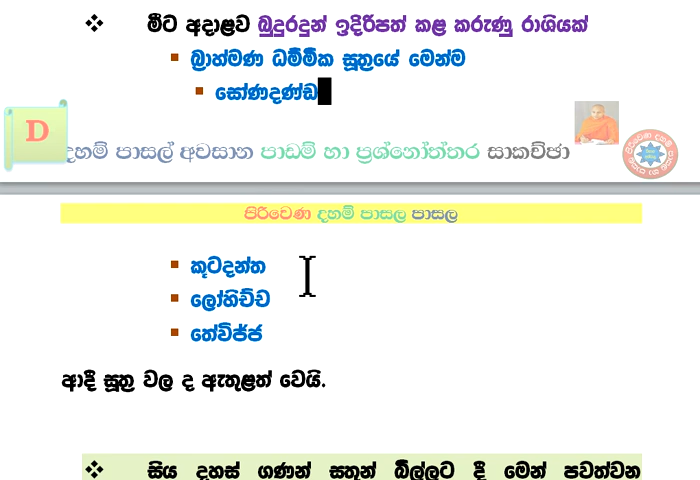 ❖ මීට අදාළව බුදුරදුන් ඉදිරිපත් කළ කරුණු රාශියක්
▪ බ්‍රාහ්මණ ධම්මික සූත්‍රයේ මෙන්ම
▪ සෝණදණ්ඩ
D
දහම් පාසල් අවසාන පාඩම් හා ප්‍රශ්නෝත්තර සාකච්ඡා
පිරිවෙණ දහම් පාසල පාසල
▪ කූටදන්ත
▪ ලෝහිච්ච
▪ තේවිජ්ජ
ආදී සූත්‍ර වල ද ඇතුළත් වෙයි.
❖ සිය දහස් ගණන් සතුන් බිල්ලට දී මෙන් පවත්වන